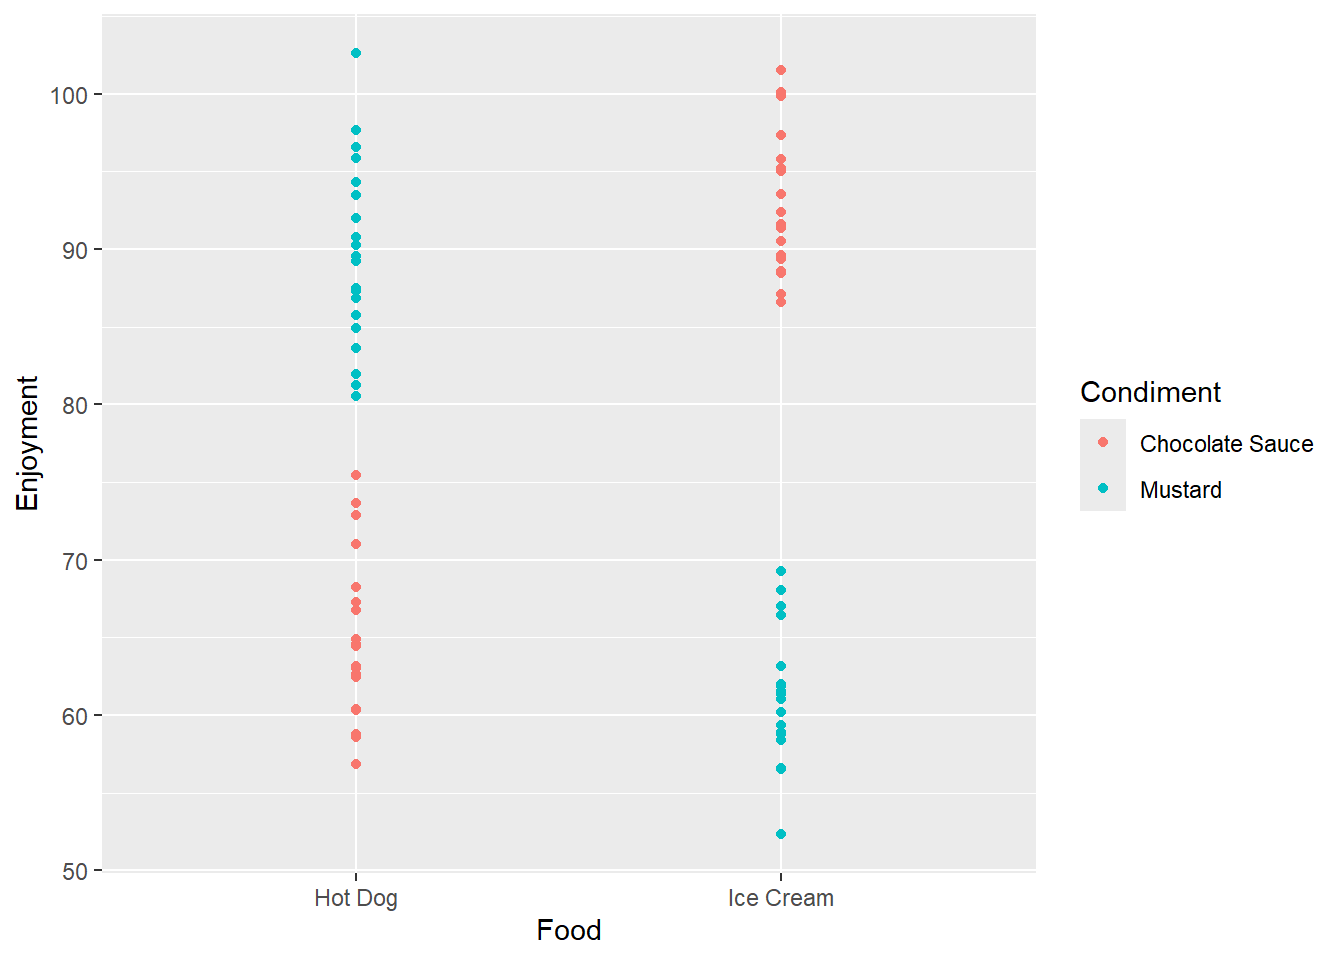 Enjoyment
100
90
80
70
60
50
Hot Dog
Ice Cream
Food
Condiment
Chocolate Sauce
Mustard